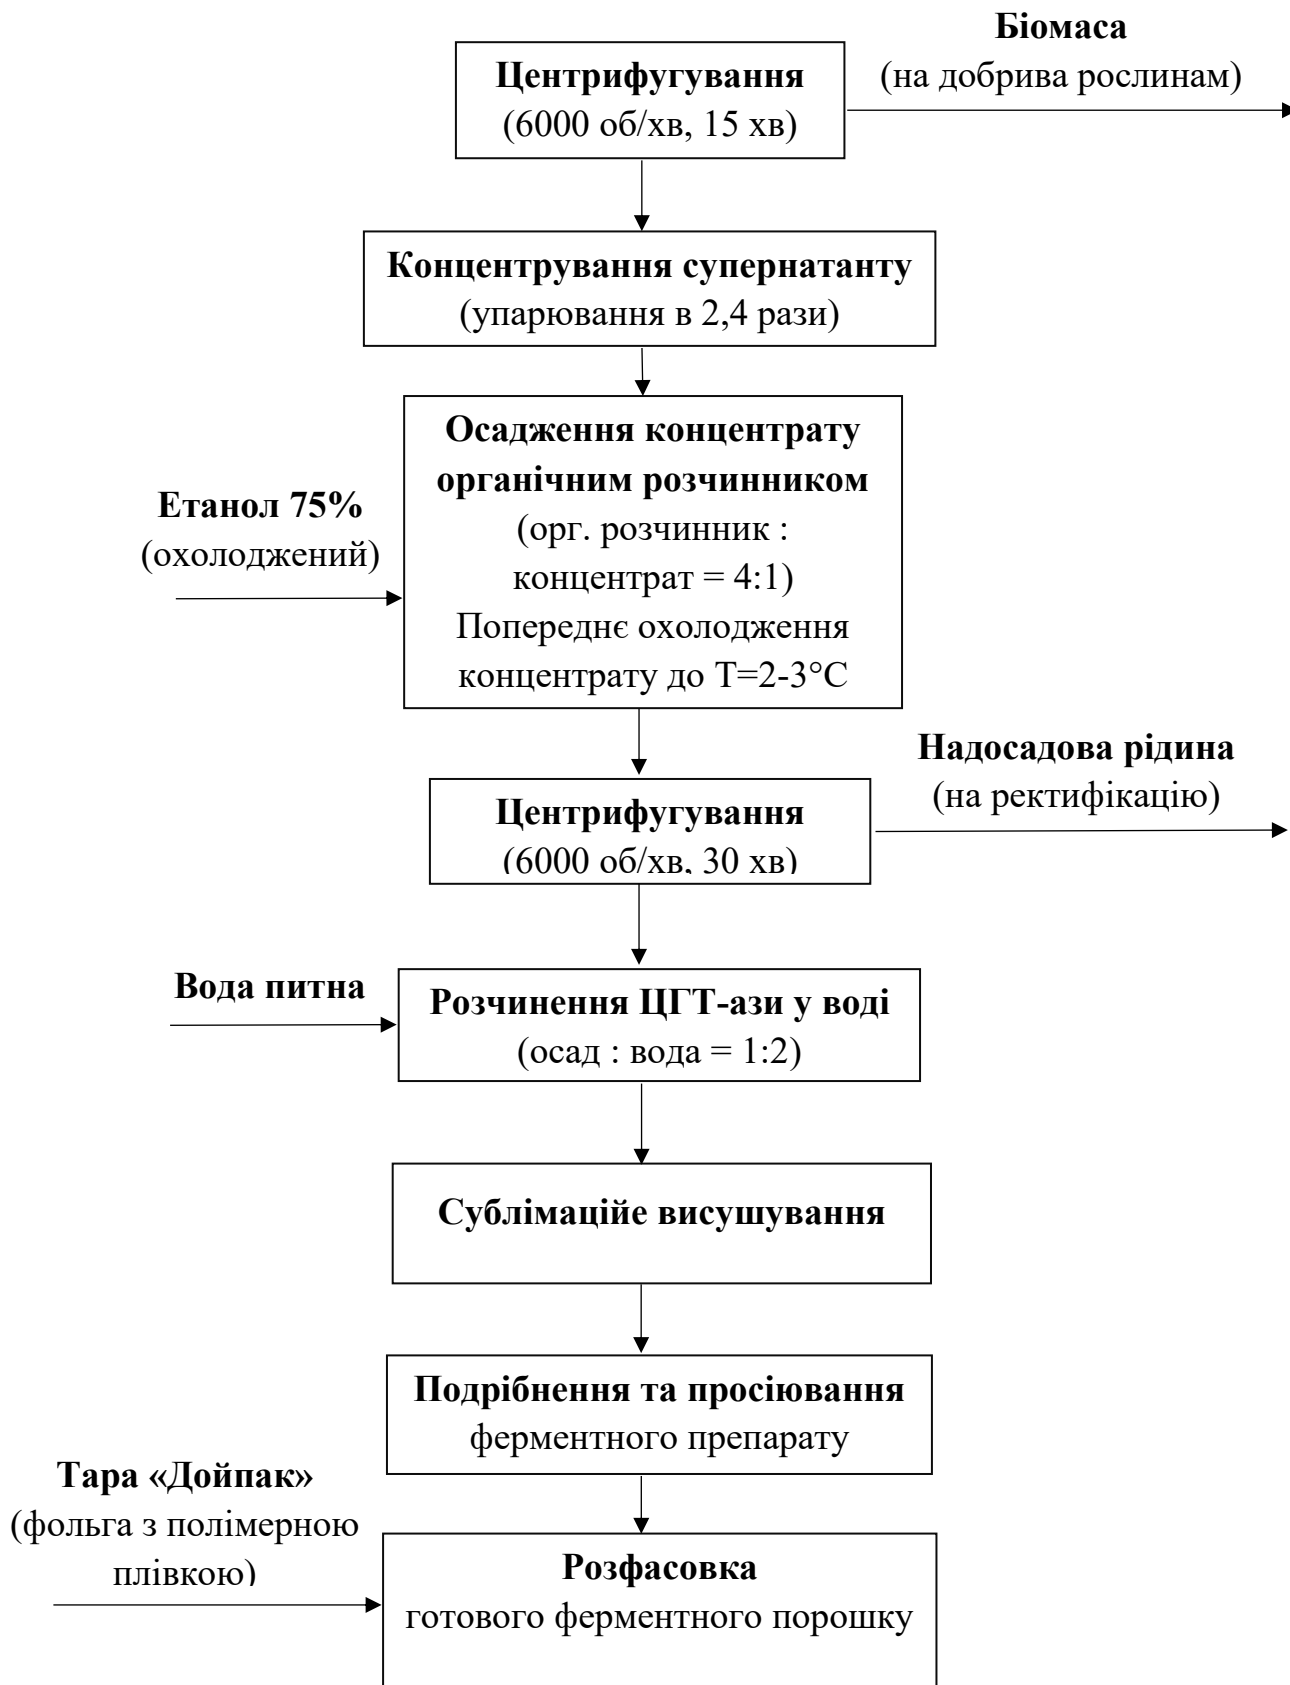 Біомаса
(на добрива рослинам)
Центрифугування
(6000 об/хв, 15 хв)
Концентрування супернатанту
(упарювання в 2,4 рази)
Осадження концентрату
органічним розчинником
(орг. розчинник :
концентрат = 4:1)
Попереднє охолодження
концентрату до Т=2-3°С
Етанол 75%
(охолоджений)
Надосадова рідина
(на ректифікацію)
Центрифугування
(6000 об/хв, 30 хв)
Вода питна
Розчинення ЦГТ-ази у воді
(осад : вода = 1:2)
Сублімаційе висушування
Подрібнення та просіювання
ферментного препарату
Тара «Дойпак»
(фольга з полімерною
плівкою)
Розфасовка
готового ферментного порошку